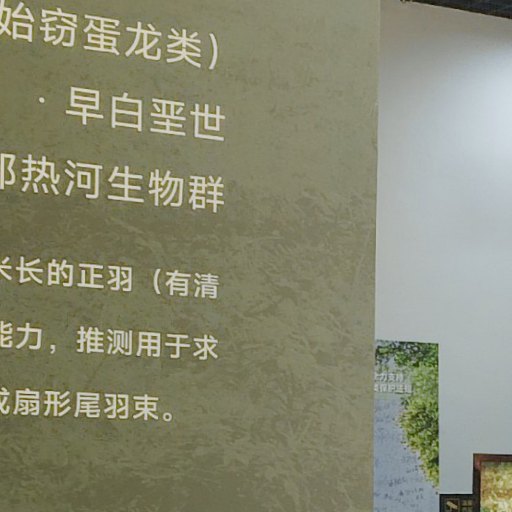 始窃蛋龙类）
· 早白垩世
热河生物群
长长的正羽（有清
能力，推测用于求
成扇形尾羽束。